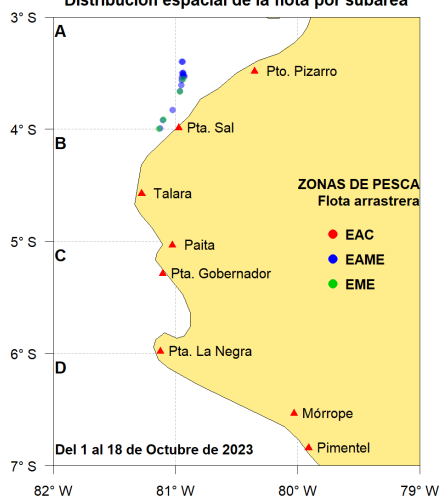 Distribución espacial de la flota por subárea
3° S
A
Pto. Pizarro
4° S
Pta. Sal
B
ZONAS DE PESCA
Talara
Flota arrastrera
EAC
5° S
Paita
C
EAME
Pta. Gobernador
EME
6° S
Pta. La Negra
D
Mórrope
Del 1 al 18 de Octubre de 2023
Pimentel
7° S
82° W 81° W 80° W 79° W